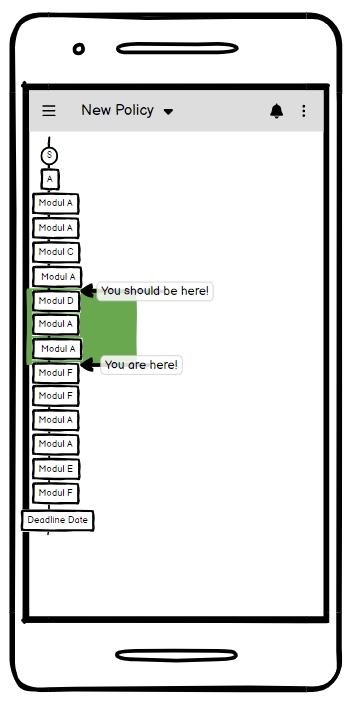 New Policy
S
A
Modul A
Modul A
Modul C
Modul A
You should be here!
Modul D
Modul A
Modul A
You are here!
Modul F
Modul F
Modul A
Modul A
Modul E
Modul F
Deadline Date